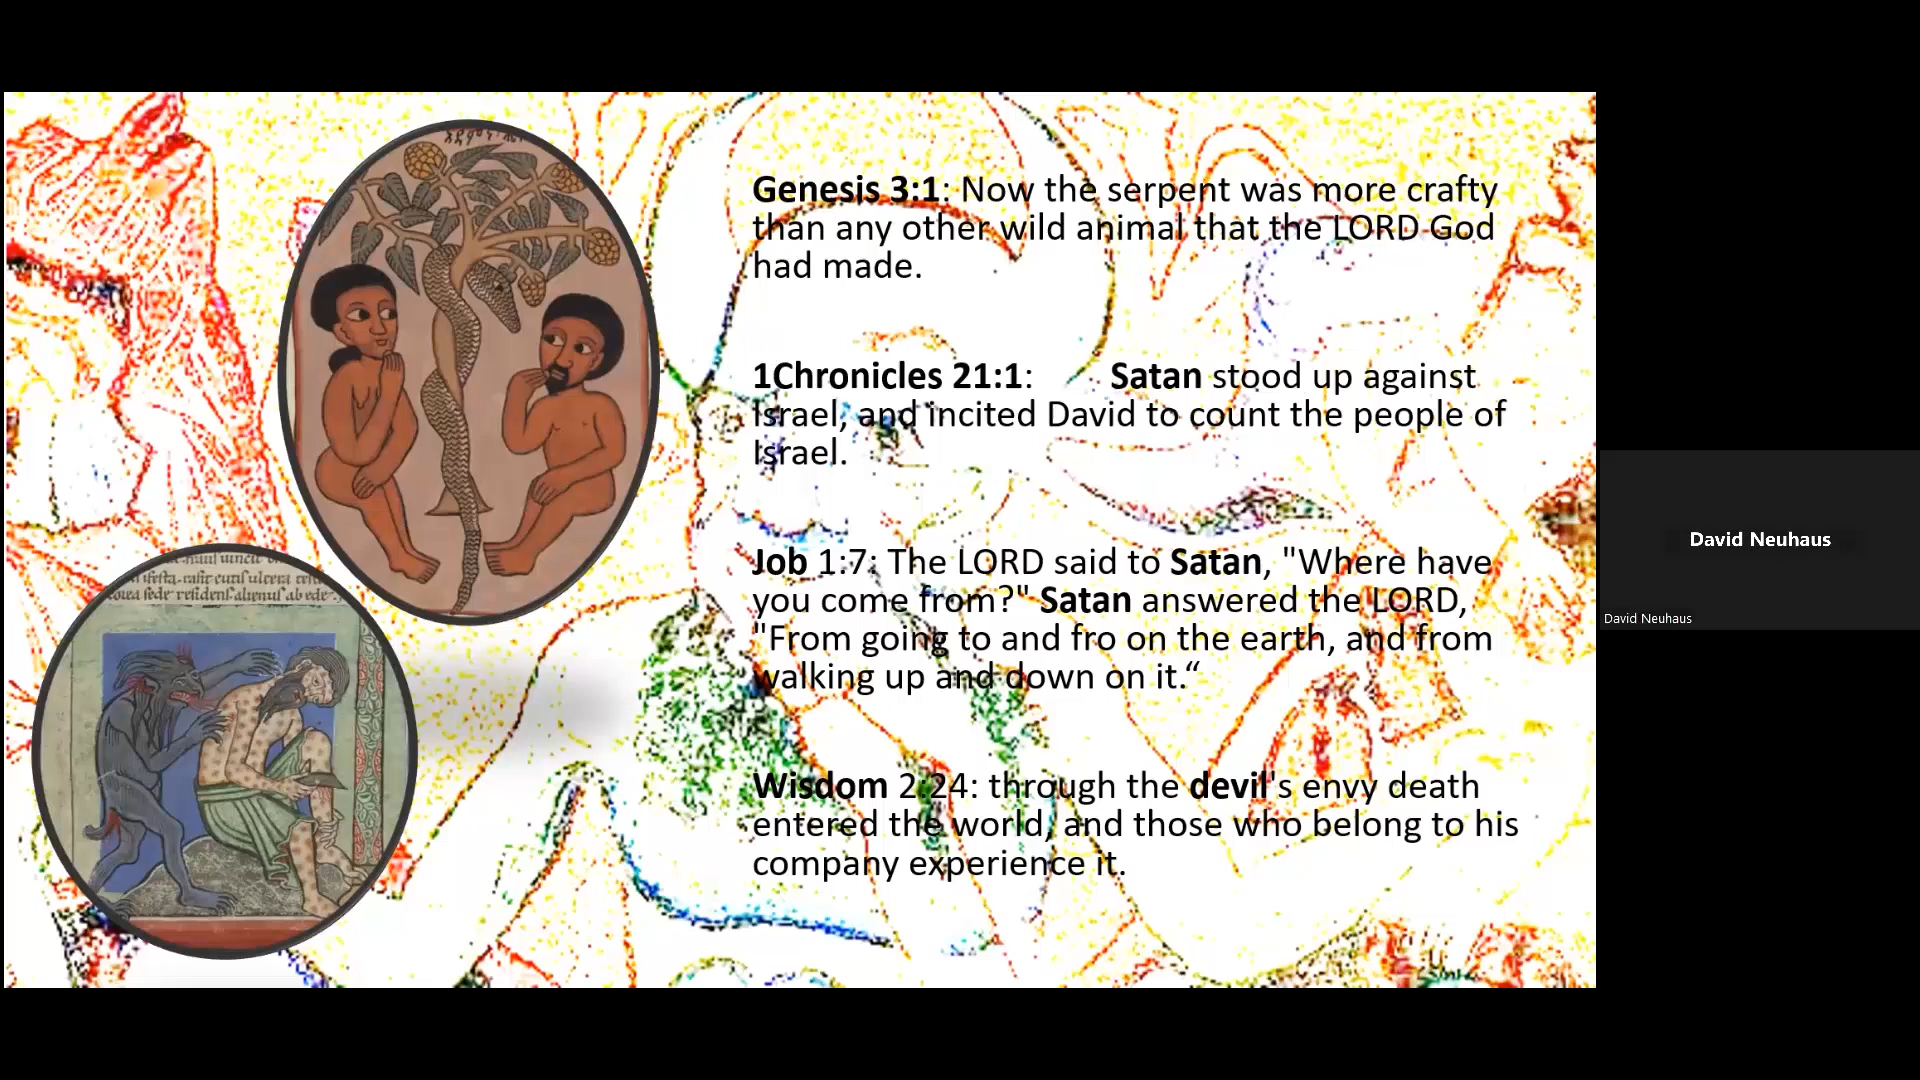 Genesis 3:1: Now the serpent was more crafty
than any other wild animal that the LORD God
had made.
1Chronicles 21:1: Satan stood up against
Israel, and incited David to count the people of
Israel.
Job 1:7: The LORD said to Satan, "Where have
you come from?" Satan answered the LORD,
"From going to and fro on the earth, and from
walking up and down on it.“
Wisdom 2:24: through the devil's envy death
entered the world, and those who belong to his
company experience it.
David Neuhaus
David Neuhaus